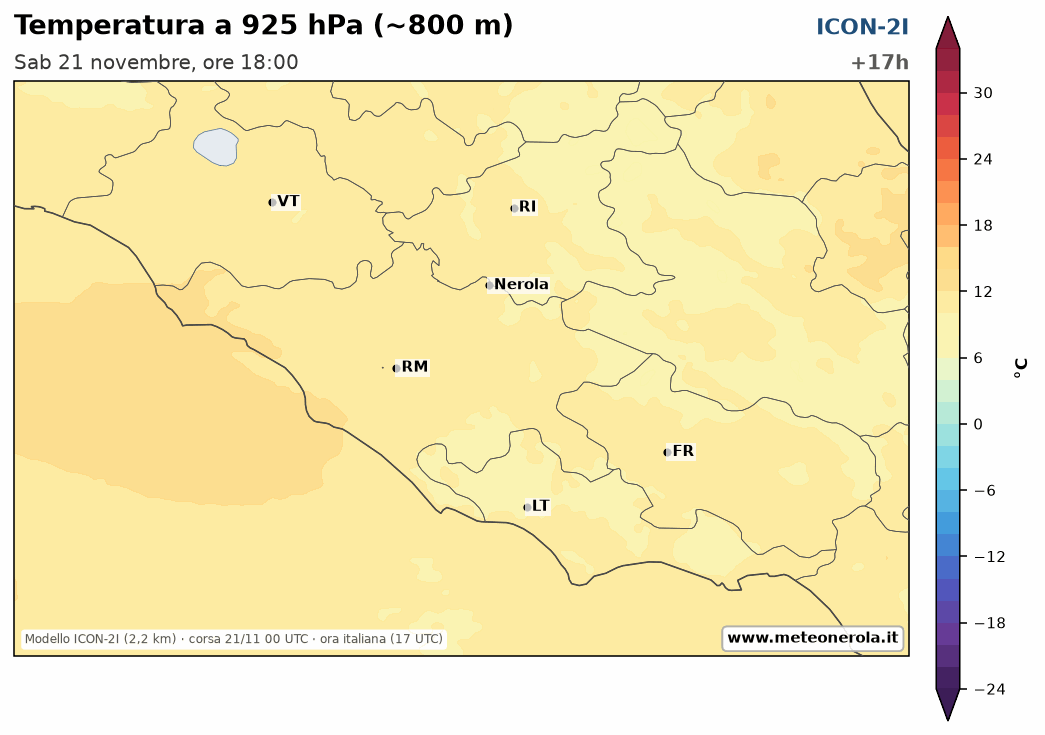 Temperatura a 925 hPa (~800 m)
ICON-2I
Sab 21 novembre, ore 18:00
+17h
VT
RI
Nerola
RM
FR
LT
Modello ICON-2I (2,2 km) · corsa 21/11 00 UTC · ora italiana (17 UTC)
www.meteonerola.it
30
24
18
12
6
0
−6
−12
−18
−24
°C